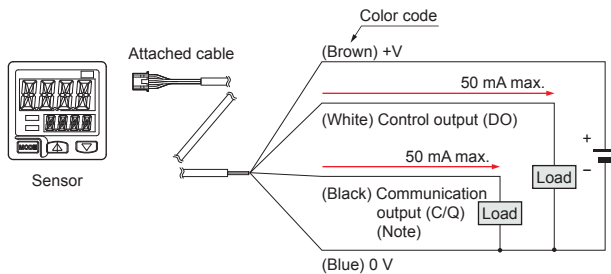 Color code
Attached cable
(Brown) +V
50 mA max.
(White) Control output (DO)
50 mA max.
+
Load
−
(Black) Communication
output (C/Q)
(Note)
Load
(Blue) 0 V
MODE
Sensor